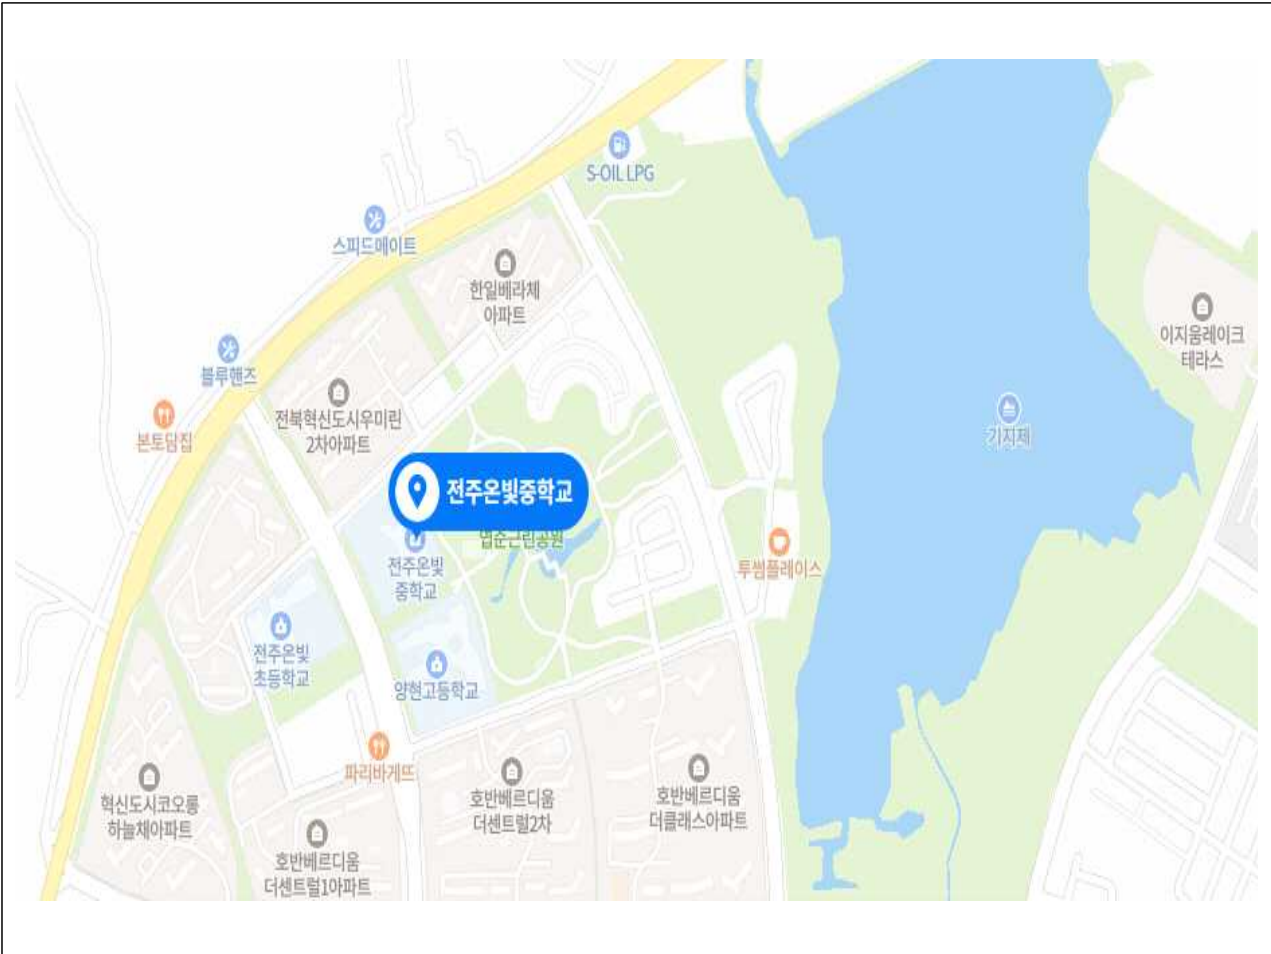 S-OIL LPG
스피드메이트
한일베라체
아파트
이지움레이크
테라스
블루핸즈
전북혁신도시우미린
2차아파트
본토담집
기지제
전주온빛중학교
엽순근린공원
전주온빛
중학교
투썸플레이스
전주온빛
초등학교
양현고등학교
파리바게뜨
혁신도시코오롱
하늘채아파트
호반베르디움
더센트럴2차
호반베르디움
더클래스아파트
호반베르디움
더센트럴1아파트